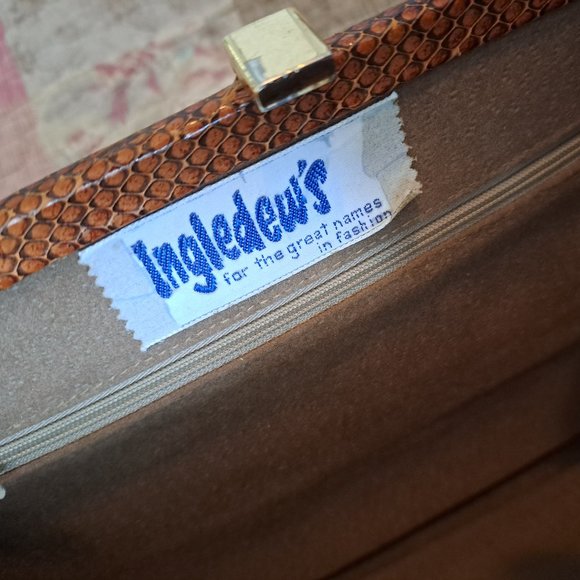 Ingledew's
for the great names
in fashion